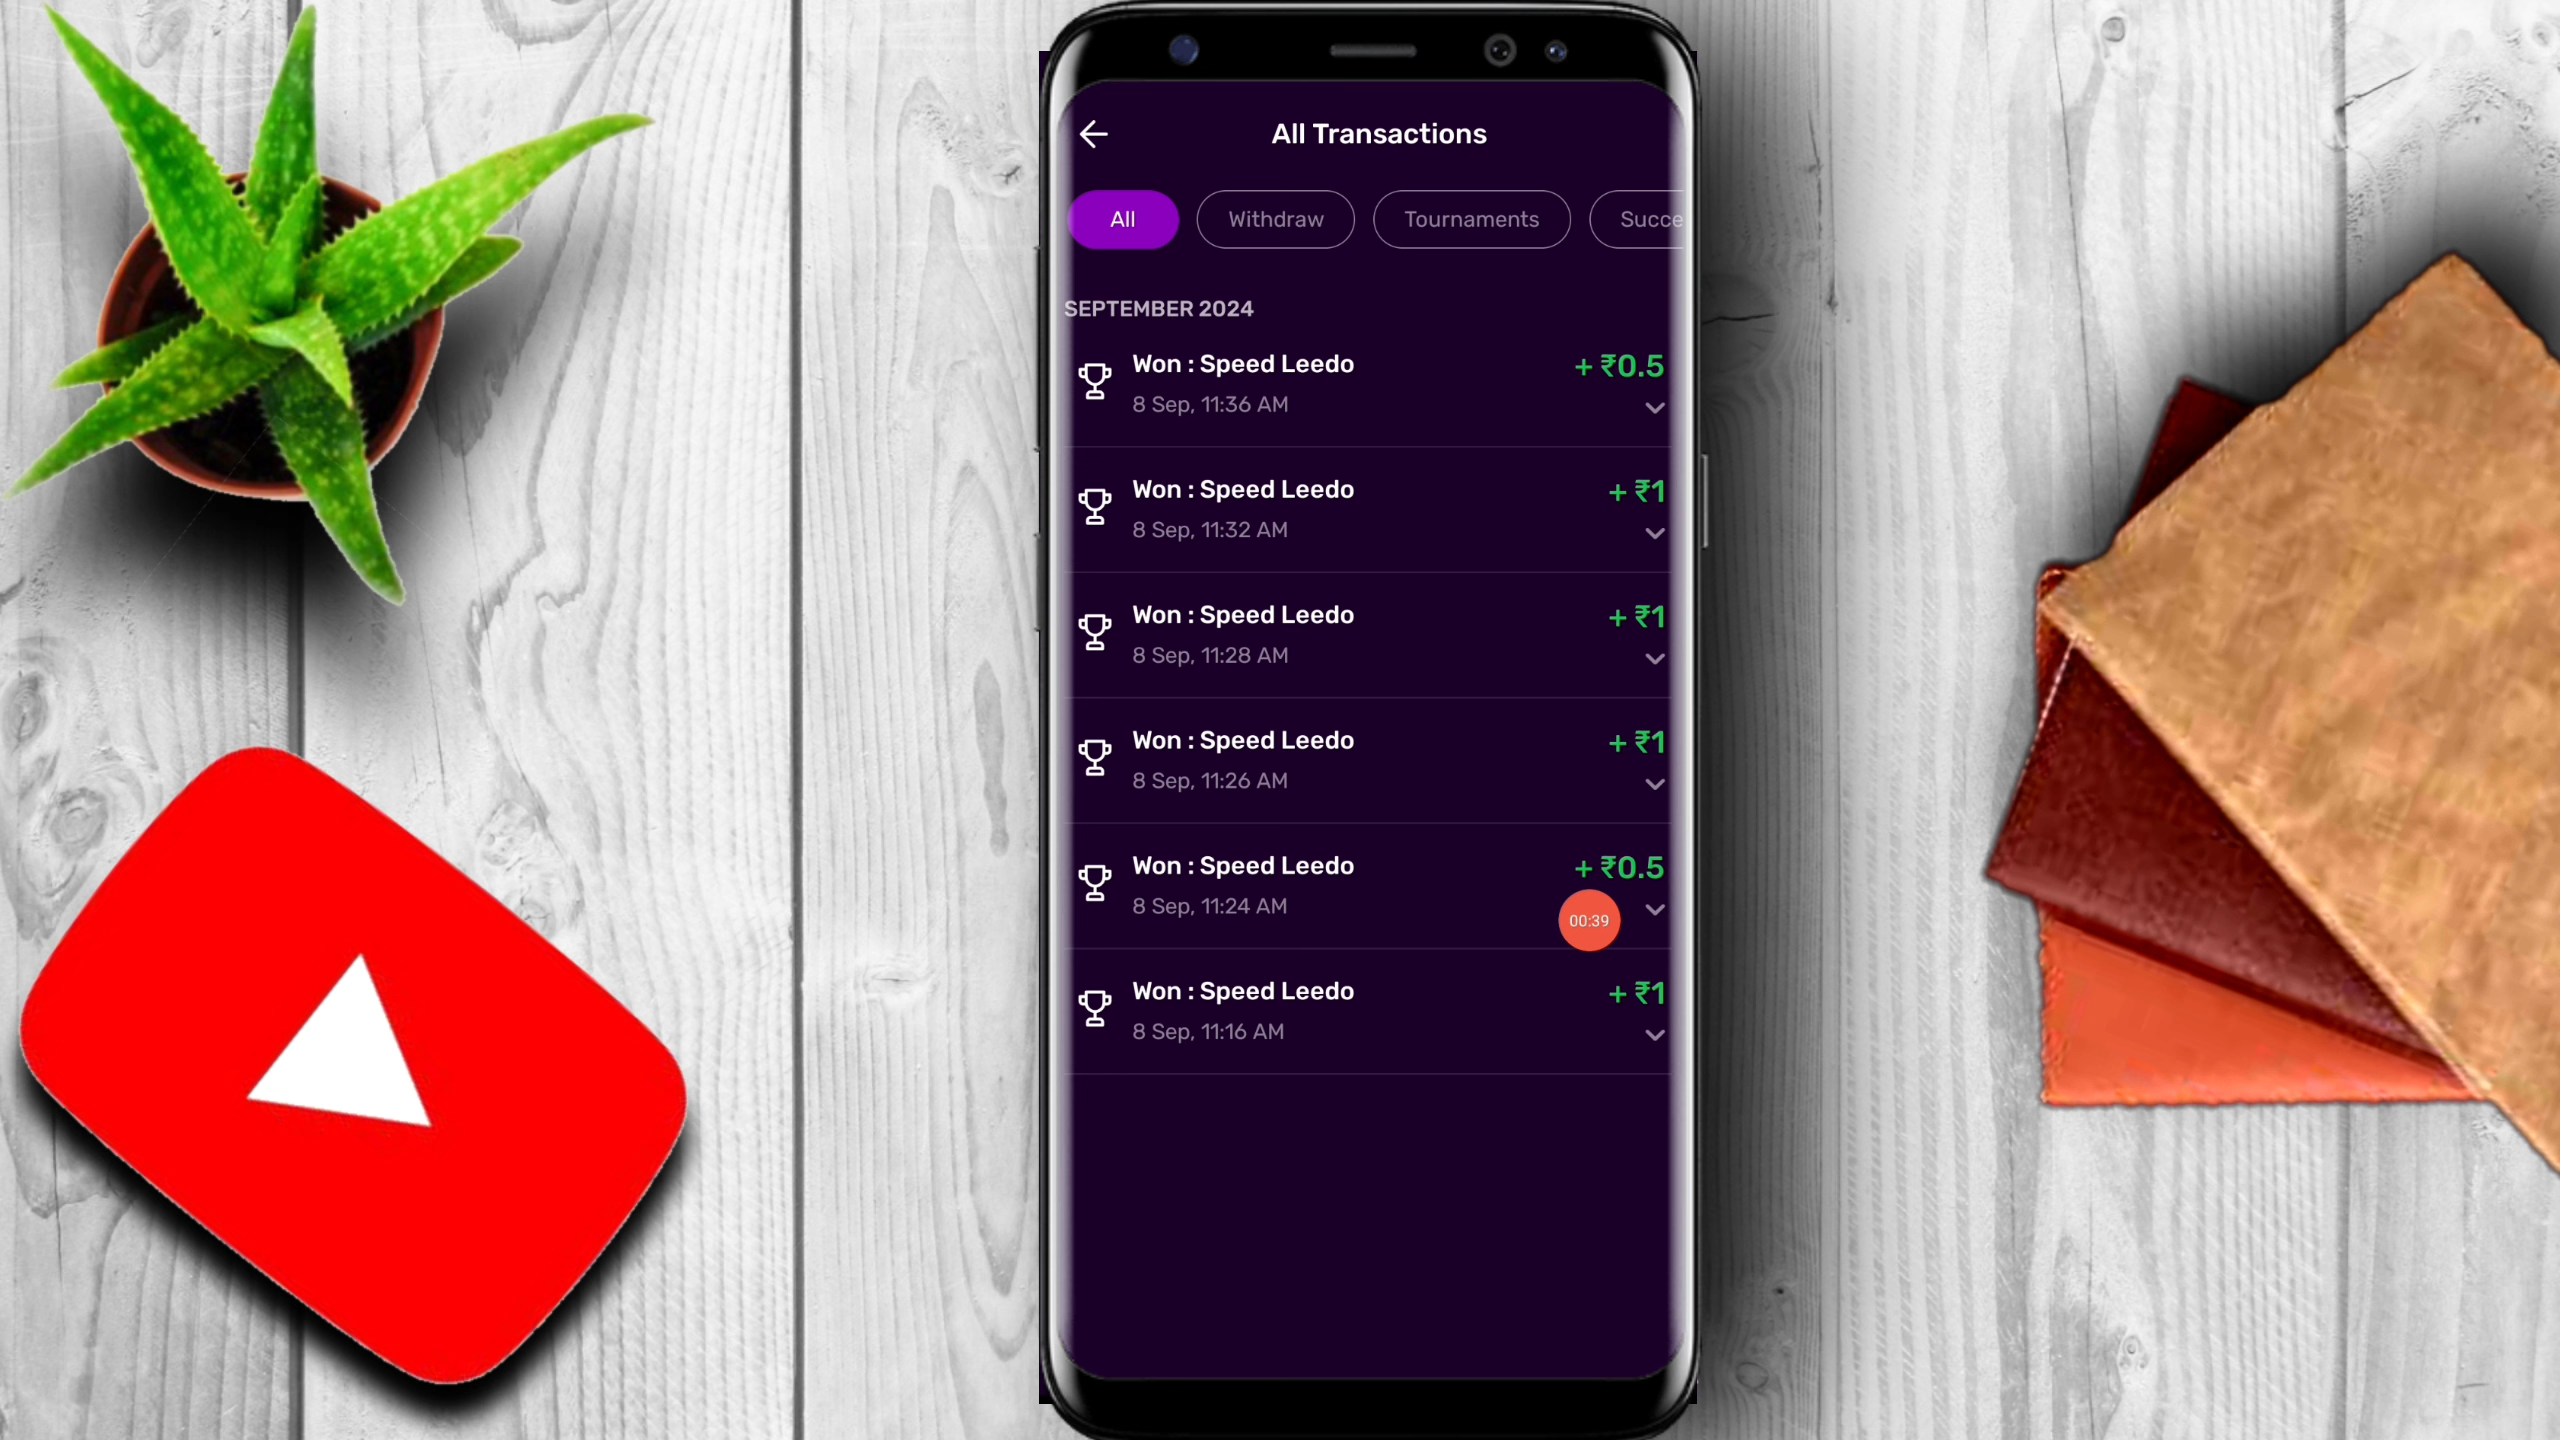 All Transactions
All
Withdraw
Tournaments
Succe
SEPTEMBER 2024
Won : Speed Leedo
+ ₹0.5
8 Sep, 11:36 AM
Won : Speed Leedo
+ ₹1
8 Sep, 11:32 AM
Won : Speed Leedo
+ ₹1
8 Sep, 11:28 AM
Won : Speed Leedo
+ ₹1
8 Sep, 11:26 AM
Won : Speed Leedo
+ ₹0.5
8 Sep, 11:24 AM
00:39
Won : Speed Leedo
+ ₹1
8 Sep, 11:16 AM